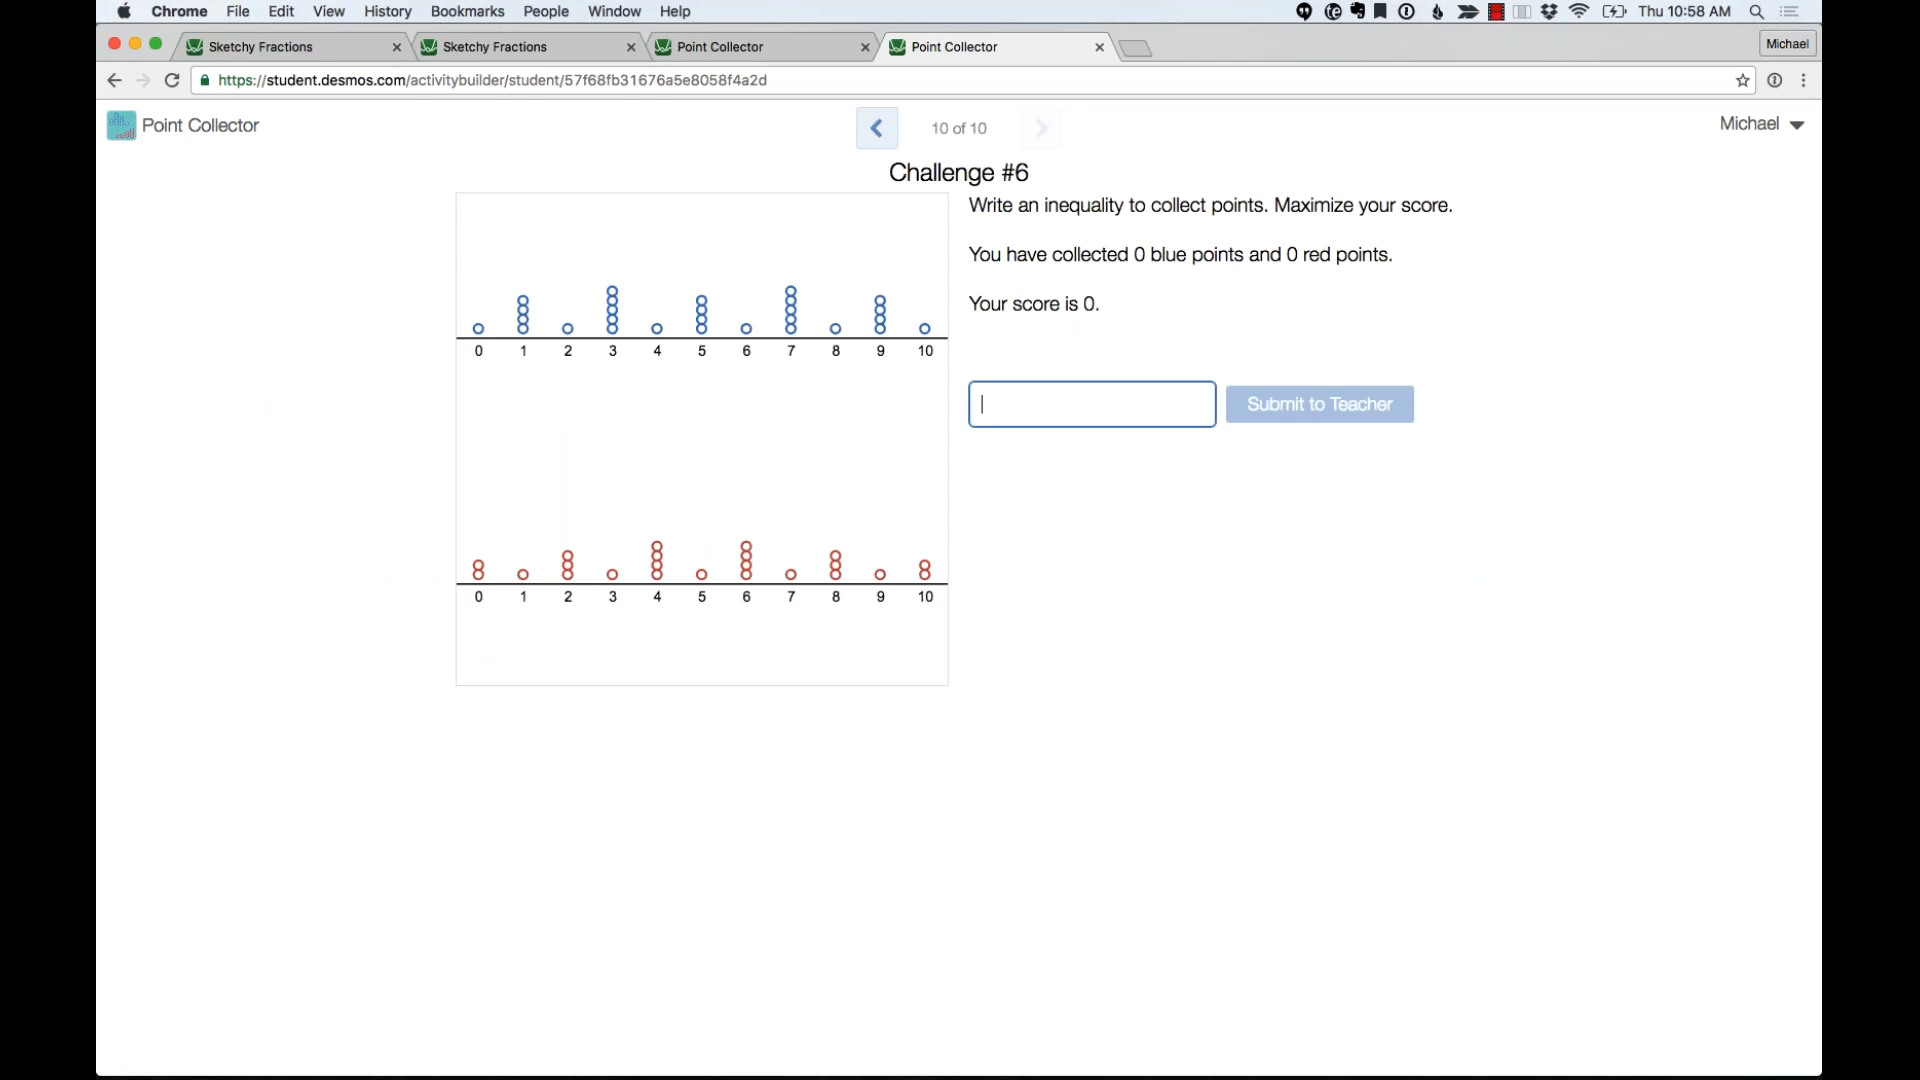 Chrome File Edit View History Bookmarks People Window Help Thu 10:58 AM
Sketchy Fractions Sketchy Fractions Point Collector Point Collector Michael
https://student.desmos.com/activitybuilder/student/57f68fb31676a5e8058f4a2d
Point Collector 10 of 10 Michael
Challenge #6
Write an inequality to collect points. Maximize your score.
You have collected 0 blue points and 0 red points.
Your score is 0.
0 1 2 3 4 5 6 7 8 9 10
Submit to Teacher
0 1 2 3 4 5 6 7 8 9 10